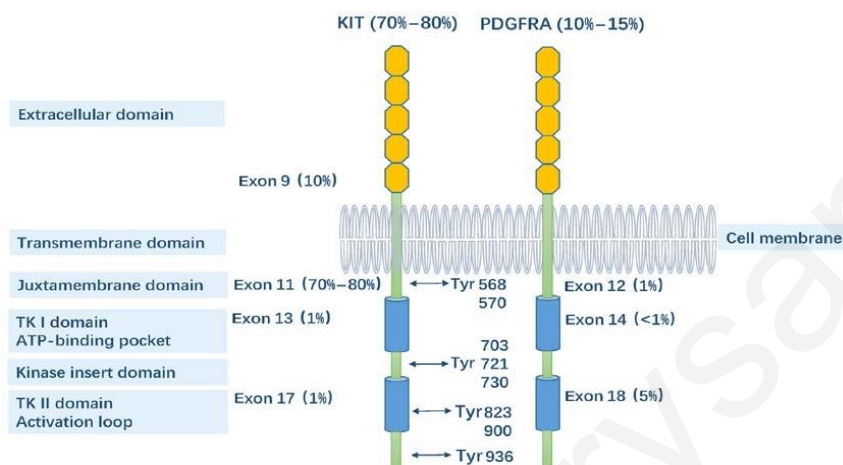 KIT (70%–80%) PDGFRA (10%–15%)
Extracellular domain
Exon 9 (10%)
Transmembrane domain
Cell membrane
Juxtamembrane domain
Exon 11 (70%–80%)
Tyr 568
570
Exon 12 (1%)
TK I domain
ATP-binding pocket
Exon 13 (1%)
Exon 14 (<1%)
Kinase insert domain
703
Tyr 721
730
TK II domain
Activation loop
Exon 17 (1%)
Tyr 823
900
Exon 18 (5%)
Tyr 936